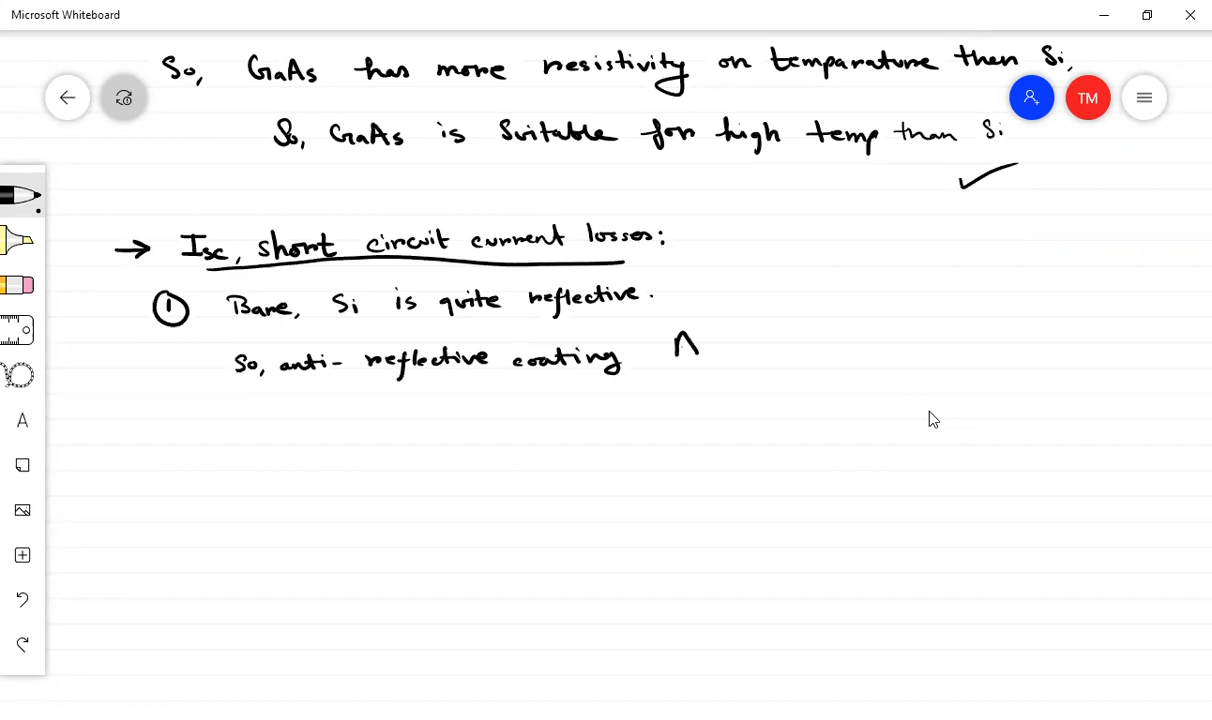 Microsoft Whiteboard
So, GaAs has more resistivity on temparature then Si,
TM
So, GaAs is suitable for high temp than Si
→ Isc, short circuit current losses:
① Bare, Si is quite reflective.
So, anti-reflective coating
A